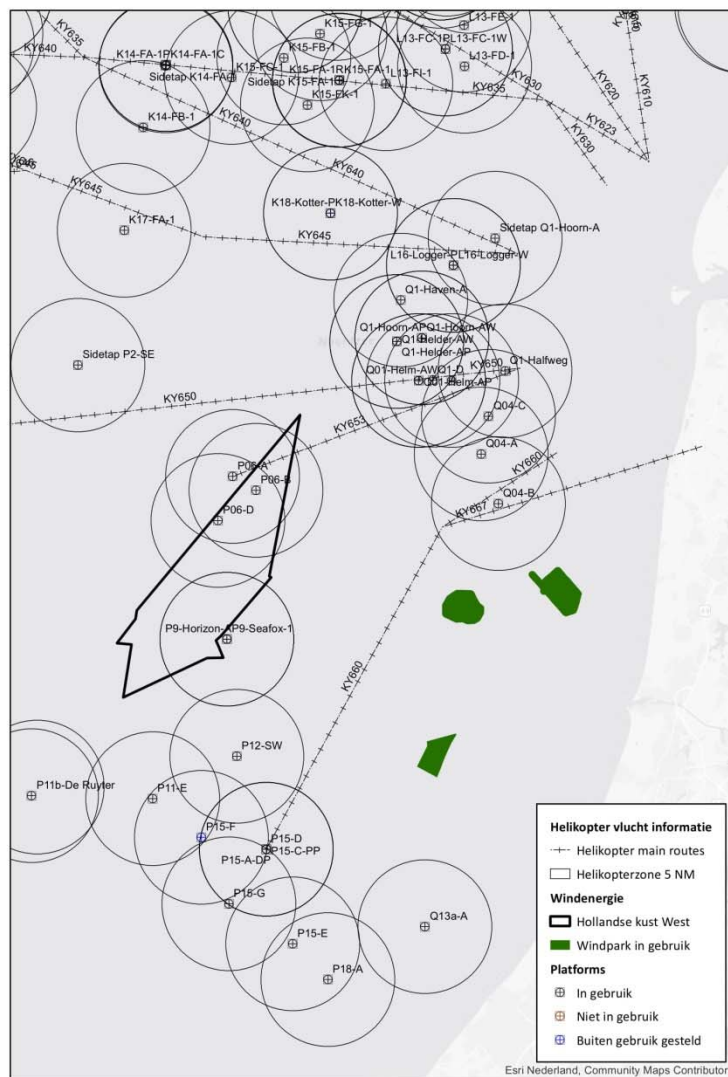 KY635
KY640
K14-FA-1PK14-FA-1C
Sidetap K14-FA
K15-FG-1
K15-FB-1
K15-FC-1
K15-FA-1RK15-FA-1
Sidetap K15-FA-1
K15-FK-1
L13-FE-1
L13-FC-1PL13-FC-1W
L13-FD-1
L13-FI-1
KY630
KY635
KY620
KY610
KY623
KY630
K14-FB-1
KY640
KY640
KY645
K17-FA-1
K18-Kotter-PK18-Kotter-W
KY645
Sidetap Q1-Hoorn-A
L16-Logger-PL16-Logger-W
Q1-Haven-A
Q1-Hoorn-APQ1-Hoorn-AW
Q1-Helder-AW
Q1-Helder-AP
Sidetap P2-SE
Q01-Helm-AW
Q1-D
KY650
Q1-Halfweg
Q01-Helm-AP
KY650
KY653
Q04-C
Q04-A
KY660
P06-A
P06-B
P06-D
Q04-B
KY667
P9-Horizon-AP9-Seafox-1
KY660
P12-SW
P11b-De Ruyter
P11-E
P15-F
P15-D
P15-C-PP
P15-A-DP
P15-G
P15-E
Q13a-A
P18-A
Helikopter vlucht informatie
Helikopter main routes
Helikopterzone 5 NM
Windenergie
Hollandse kust West
Windpark in gebruik
Platforms
In gebruik
Niet in gebruik
Buiten gebruik gesteld
Esri Nederland, Community Maps Contributor